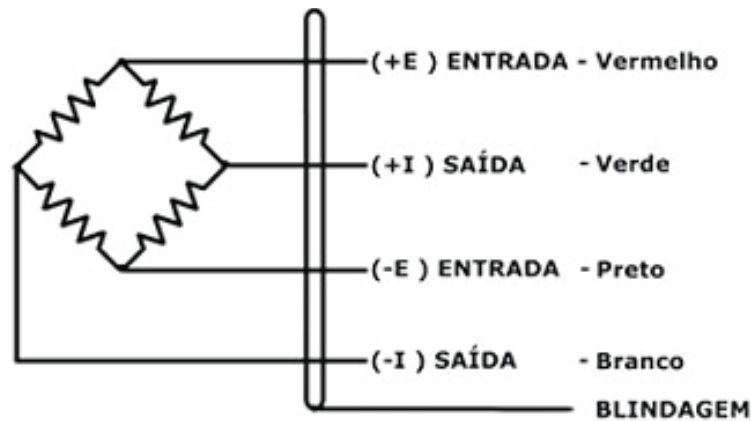 (+E ) ENTRADA - Vermelho
(+I ) SAÍDA - Verde
(-E ) ENTRADA - Preto
(-I ) SAÍDA - Branco
BLINDAGEM